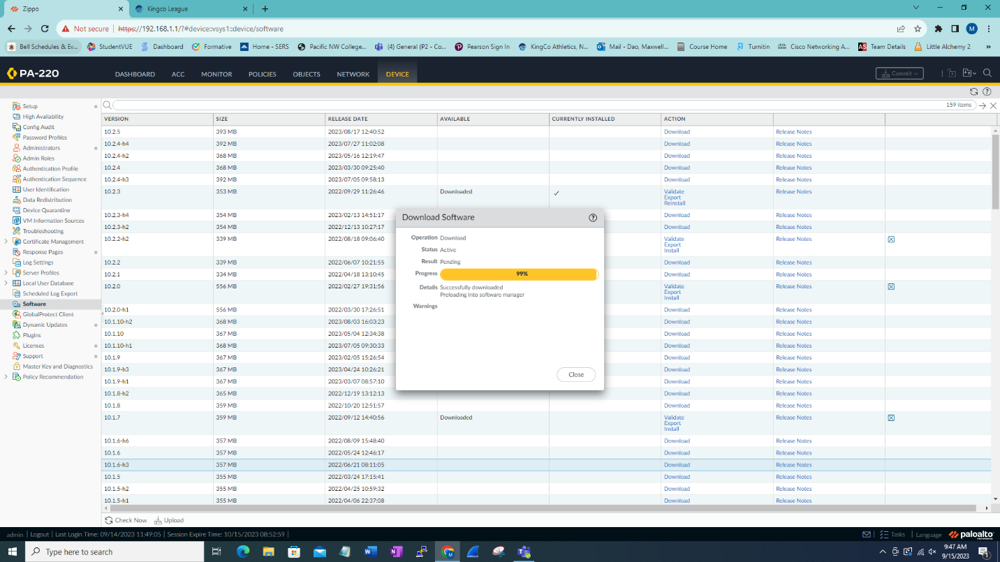 Zippo
Kingco League
Not secure https://192.168.1.1/?#device::vsys1::device/software
Bell Schedules & Ev... StudentVUE Dashboard Formative Home - SERS Pacific NW College... (4) General (P2 - Co... Pearson Sign In KingCo Athletics, N... Mail - Dao, Maxwell... Course Home Turnitin Cisco Networking A... Team Details Little Alchemy 2 »
PA-220 DASHBOARD ACC MONITOR POLICIES OBJECTS NETWORK DEVICE Commit
Setup
High Availability
Config Audit
Password Profiles
Administrators
Admin Roles
Authentication Profile
Authentication Sequence
User Identification
Data Redistribution
Device Quarantine
VM Information Sources
Troubleshooting
Certificate Management
Response Pages
Log Settings
Server Profiles
Local User Database
Scheduled Log Export
Software
GlobalProtect Client
Dynamic Updates
Plugins
Licenses
Support
Master Key and Diagnostics
Policy Recommendation
159 items
VERSION SIZE RELEASE DATE AVAILABLE CURRENTLY INSTALLED ACTION
10.2.5 393 MB 2023/08/17 12:40:52 Download Release Notes
10.2.4-h4 392 MB 2023/07/27 11:02:08 Download Release Notes
10.2.4-h2 368 MB 2023/05/16 12:19:47 Download Release Notes
10.2.4 368 MB 2023/03/30 09:25:40 Download Release Notes
10.2.4-h3 392 MB 2023/07/05 09:58:13 Download Release Notes
10.2.3 353 MB 2022/09/29 11:26:46 Downloaded ✓ Validate Release Notes
Export
Reinstall
10.2.3-h4 354 MB 2023/02/13 14:51:17 Download Release Notes
10.2.3-h2 354 MB 2022/12/13 10:27:17 Download Release Notes
10.2.2-h2 339 MB 2022/08/18 09:06:40 Validate Release Notes
Export
Install
10.2.2 339 MB 2022/06/07 10:21:55 Download Release Notes
10.2.1 334 MB 2022/04/18 13:10:45 Download Release Notes
10.2.0 556 MB 2022/02/27 19:31:56 Validate Release Notes
Export
Install
10.2.0-h1 556 MB 2022/03/30 17:26:51 Download Release Notes
10.1.10-h2 368 MB 2023/08/03 16:03:23 Download Release Notes
10.1.10 367 MB 2023/05/04 12:34:38 Download Release Notes
10.1.10-h1 368 MB 2023/07/05 09:30:33 Download Release Notes
10.1.9 367 MB 2023/02/05 15:26:54 Download Release Notes
10.1.9-h3 367 MB 2023/04/24 10:26:21 Download Release Notes
10.1.9-h1 367 MB 2023/03/07 08:57:10 Download Release Notes
10.1.8-h2 365 MB 2022/12/19 13:12:13 Download Release Notes
10.1.8 359 MB 2022/10/20 12:51:57 Download Release Notes
10.1.7 359 MB 2022/09/12 14:40:56 Downloaded Validate Release Notes
Export
Install
10.1.6-h6 357 MB 2022/08/09 15:48:40 Download Release Notes
10.1.6 357 MB 2022/05/24 12:46:17 Download Release Notes
10.1.6-h3 357 MB 2022/06/21 08:11:05 Download Release Notes
10.1.5 355 MB 2022/03/24 17:15:41 Download Release Notes
10.1.5-h2 355 MB 2022/04/25 10:59:32 Download Release Notes
10.1.5-h1 355 MB 2022/04/06 22:37:08 Download Release Notes
Download Software
Operation Download
Status Active
Result Pending
Progress 99%
Details Successfully downloaded
Preloading into software manager
Warnings
Close
Check Now Upload
admin | Logout | Last Login Time: 09/14/2023 11:49:05 | Session Expire Time: 10/15/2023 08:52:59 | Tasks | Language paloalto NETWORKS
Type here to search
9:47 AM
9/15/2023